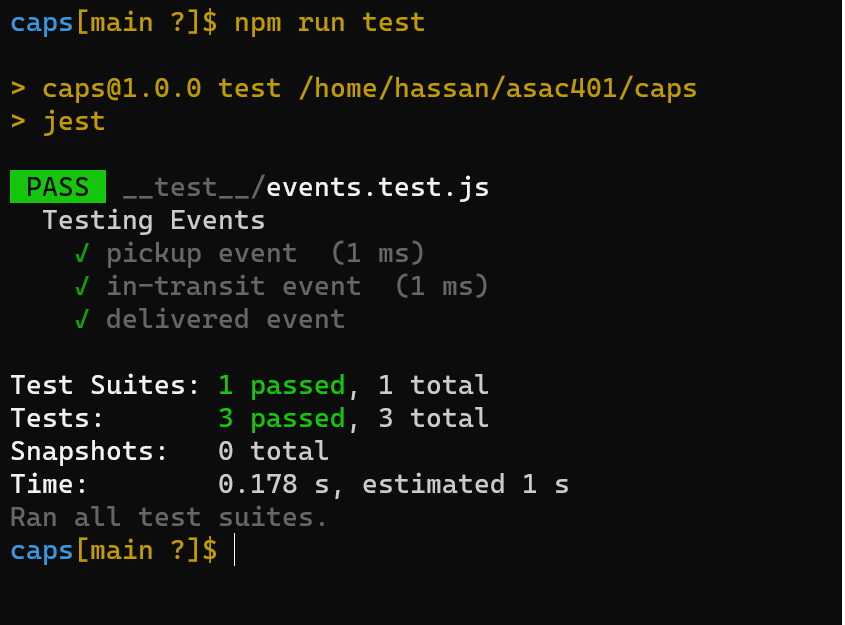 caps[main ?]$ npm run test
> caps@1.0.0 test /home/hassan/asac401/caps
> jest
PASS __test__/events.test.js
Testing Events
√ pickup event (1 ms)
√ in-transit event (1 ms)
√ delivered event
Test Suites: 1 passed, 1 total
Tests: 3 passed, 3 total
Snapshots: 0 total
Time: 0.178 s, estimated 1 s
Ran all test suites.
caps[main ?]$